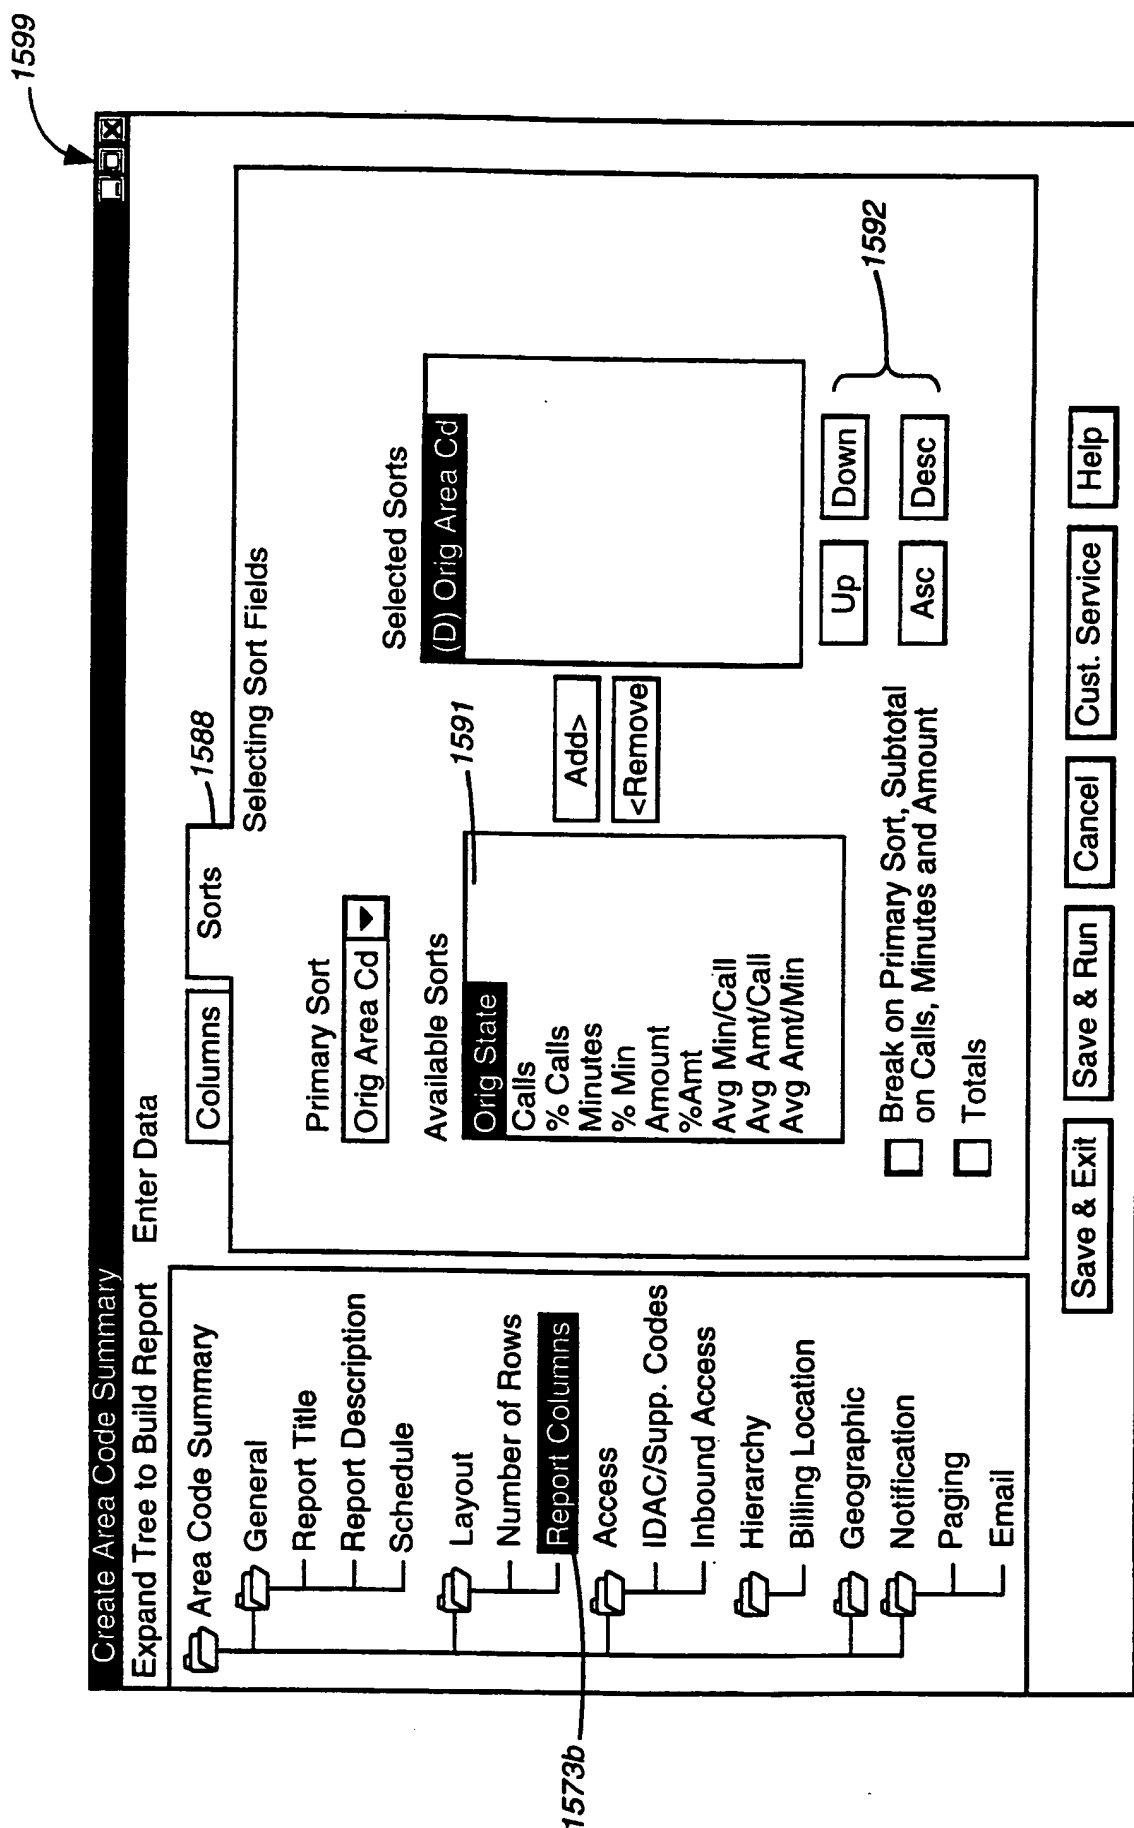 1599
Create Area Code Summary
Expand Tree to Build Report
Enter Data
Area Code Summary
General
Report Title
Report Description
Schedule
Layout
Number of Rows
Report Columns
Access
IDAC/Supp. Codes
Inbound Access
Hierarchy
Billing Location
Geographic
Notification
Paging
Email
1573b
Columns
Sorts
1588
Selecting Sort Fields
Primary Sort
Orig Area Cd
Available Sorts
1591
Orig State
Calls
% Calls
Minutes
% Min
Amount
%Amt
Avg Min/Call
Avg Amt/Call
Avg Amt/Min
Add>
<Remove
Selected Sorts
(D) Orig Area Cd
Up
Down
Asc
Desc
1592
Break on Primary Sort, Subtotal
on Calls, Minutes and Amount
Totals
Save & Exit
Save & Run
Cancel
Cust. Service
Help